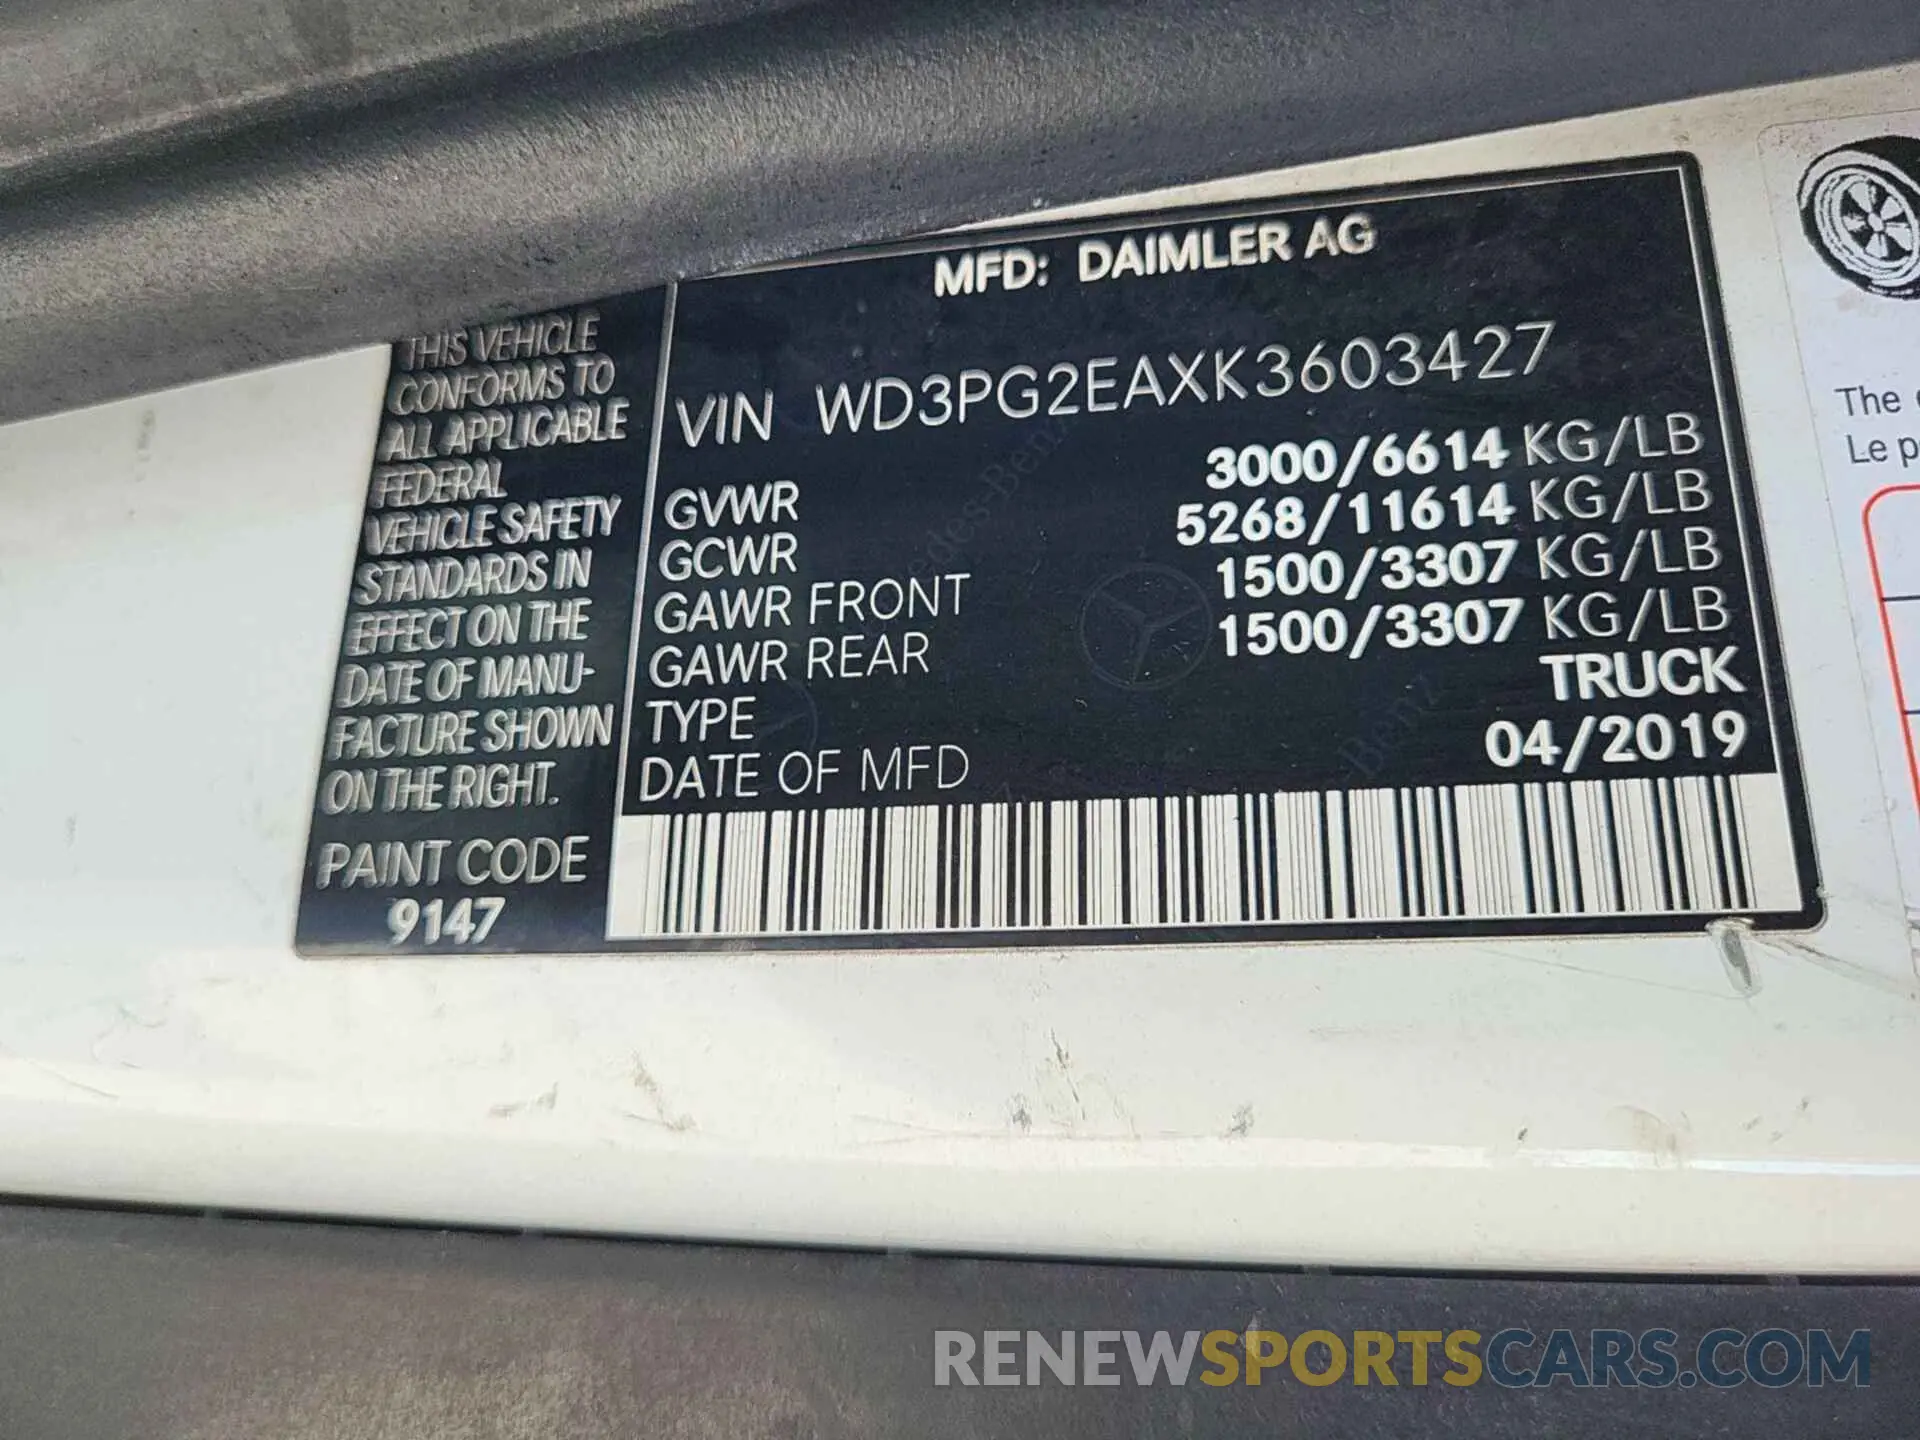 MFD: DAIMLER AG
THIS VEHICLE
CONFORMS TO
ALL APPLICABLE
FEDERAL
VEHICLE SAFETY
STANDARDS IN
EFFECT ON THE
DATE OF MANU-
FACTURE SHOWN
ON THE RIGHT.
PAINT CODE
9147
VIN WD3PG2EAXK3603427
GVWR 3000/6614 KG/LB
GCWR 5268/11614 KG/LB
GAWR FRONT 1500/3307 KG/LB
GAWR REAR 1500/3307 KG/LB
TYPE TRUCK
DATE OF MFD 04/2019
The
Le
RENEWSPORTSCARS.COM